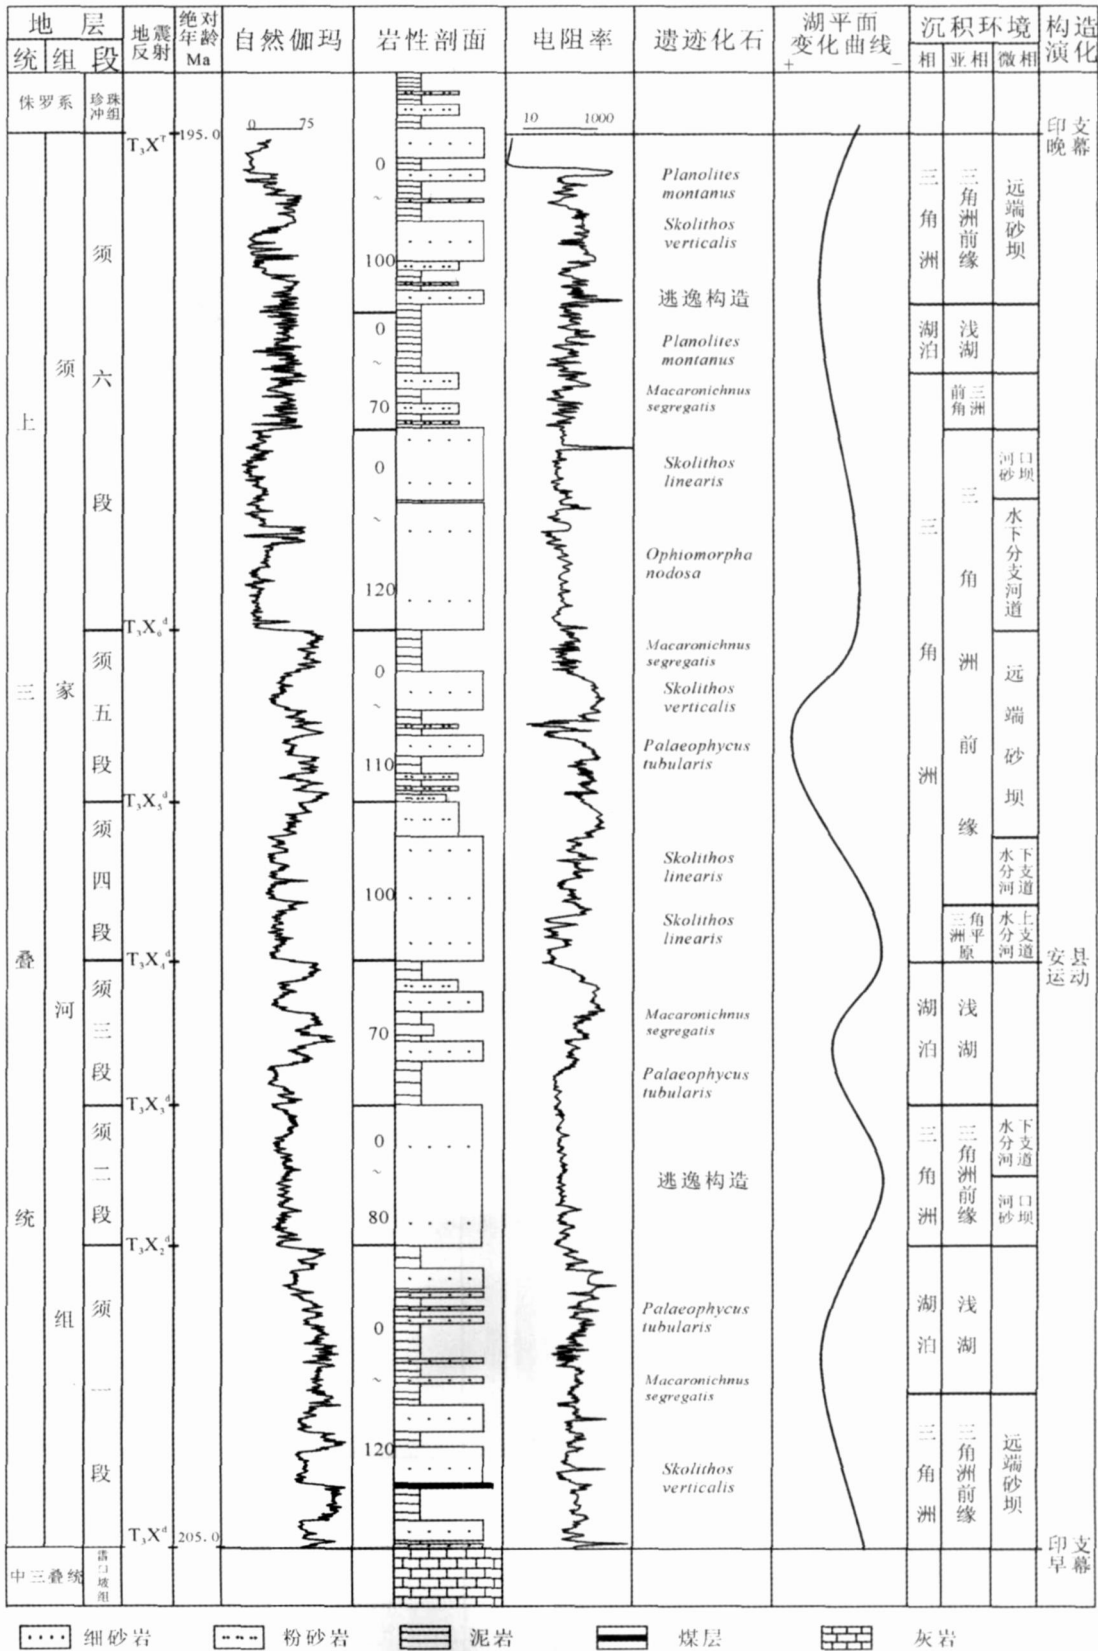 地层
地震反射
绝对年龄 Ma
自然伽玛
岩性剖面
电阻率
遗迹化石
湖平面变化曲线
+ −
沉积环境
构造演化
统 组 段
相 亚相 微相
侏罗系
珍珠冲组
上三叠统
须家河组
须六段
须五段
须四段
须三段
须二段
须一段
中三叠统
T₃Xᵀ
T₃X₆ᵈ
T₃X₅ᵈ
T₃X₄ᵈ
T₃X₃ᵈ
T₃X₂ᵈ
T₃Xᵈ
195.0
205.0
0 75
0
~
100
0
~
70
0
~
120
0
~
110
100
70
0
~
80
0
~
120
10 1000
Planolites
montanus
Skolithos
verticalis
逃逸构造
Planolites
montanus
Macaronichnus
segregatis
Skolithos
linearis
Ophiomorpha
nodosa
Macaronichnus
segregatis
Skolithos
verticalis
Palaeophycus
tubularis
Skolithos
linearis
Skolithos
linearis
Macaronichnus
segregatis
Palaeophycus
tubularis
逃逸构造
Palaeophycus
tubularis
Macaronichnus
segregatis
Skolithos
verticalis
三角洲
湖泊
三角洲
湖泊
三角洲
湖泊
三角洲
三角洲前缘
浅湖
前三角洲
三角洲前缘
三角洲平原
浅湖
三角洲前缘
浅湖
三角洲前缘
远端砂坝
河口砂坝
水下分支河道
远端砂坝
水下分支河道
水上分支河道
水下分支河道
河口砂坝
远端砂坝
印支晚幕
安县运动
印支早幕
细砂岩 粉砂岩 泥岩 煤层 灰岩